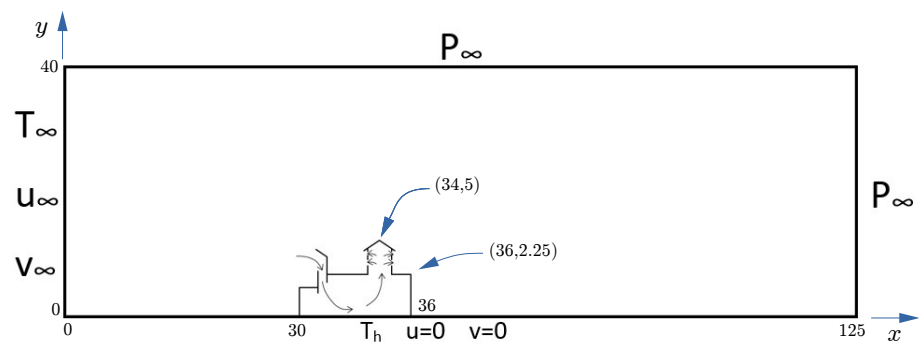 y
P∞
40
T∞
(34,5)
u∞
P∞
(36,2.25)
v∞
0
36
0
30
Th u=0 v=0
125
x